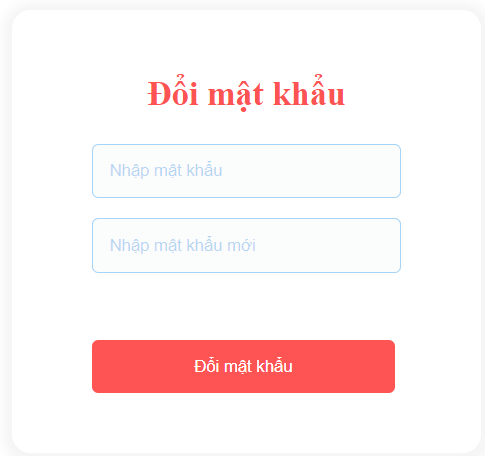 Đổi mật khẩu
Nhập mật khẩu
Nhập mật khẩu mới
Đổi mật khẩu